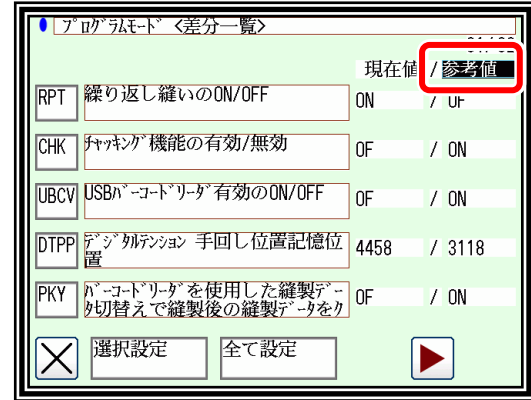 ﾌﾟﾛｸﾞﾗﾑﾓｰﾄﾞ <差分一覧>
現在値 / 参考値
RPT 繰り返し縫いのON/OFF ON / OF
CHK ﾁｬｯｷﾝｸﾞ機能の有効/無効 OF / ON
UBCV USBﾊﾞｰｺｰﾄﾞﾘｰﾀﾞ有効のON/OFF OF / ON
DTPP ﾃﾞｼﾞﾀﾙﾃﾝｼｮﾝ 手回し位置記憶位 4458 / 3118
置
PKY ﾊﾞｰｺｰﾄﾞﾘｰﾀﾞを使用した縫製ﾃﾞｰ OF / ON
ﾀ切替えで縫製後の縫製ﾃﾞｰﾀをｸ
選択設定 全て設定